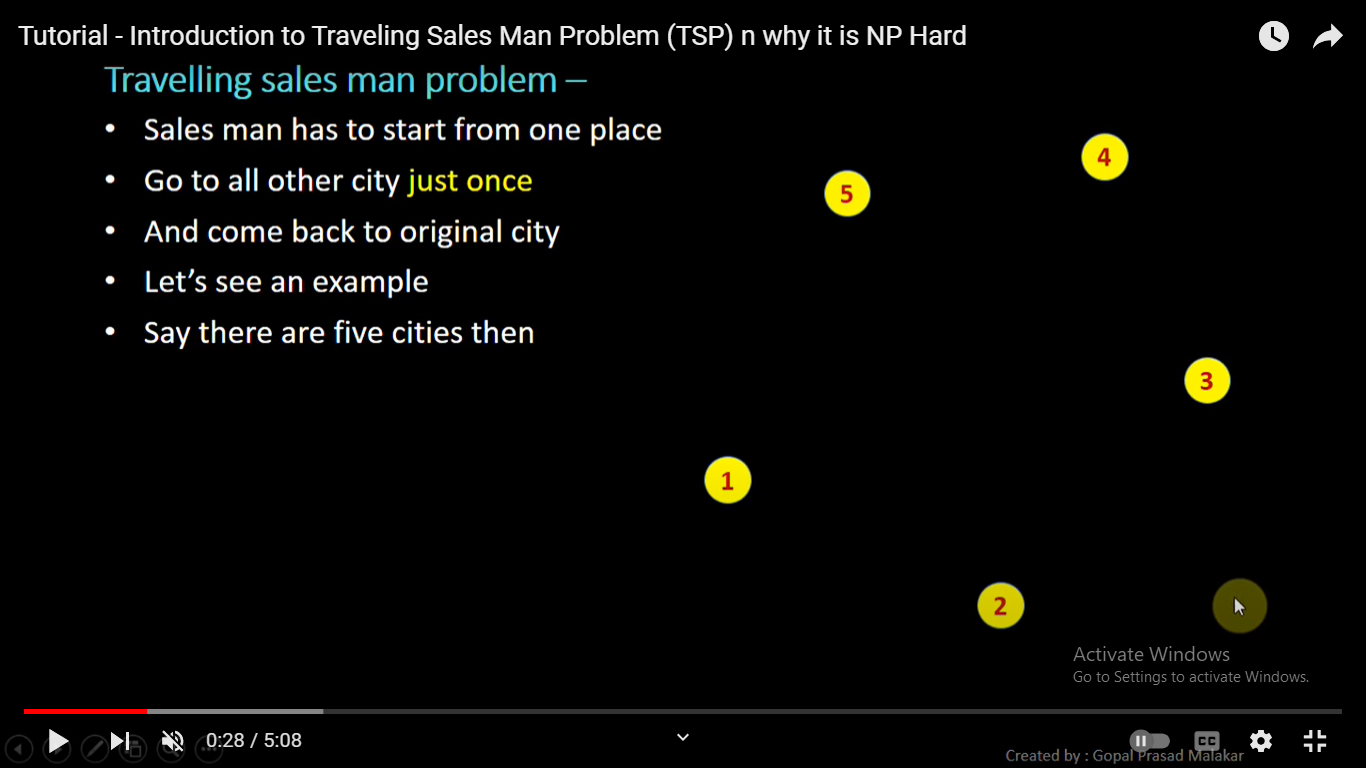 Tutorial - Introduction to Traveling Sales Man Problem (TSP) n why it is NP Hard
Travelling sales man problem –
• Sales man has to start from one place
• Go to all other city just once
• And come back to original city
• Let's see an example
• Say there are five cities then
4
5
3
1
2
Activate Windows
Go to Settings to activate Windows.
0:28 / 5:08
CC
Created by : Gopal Prasad Malakar